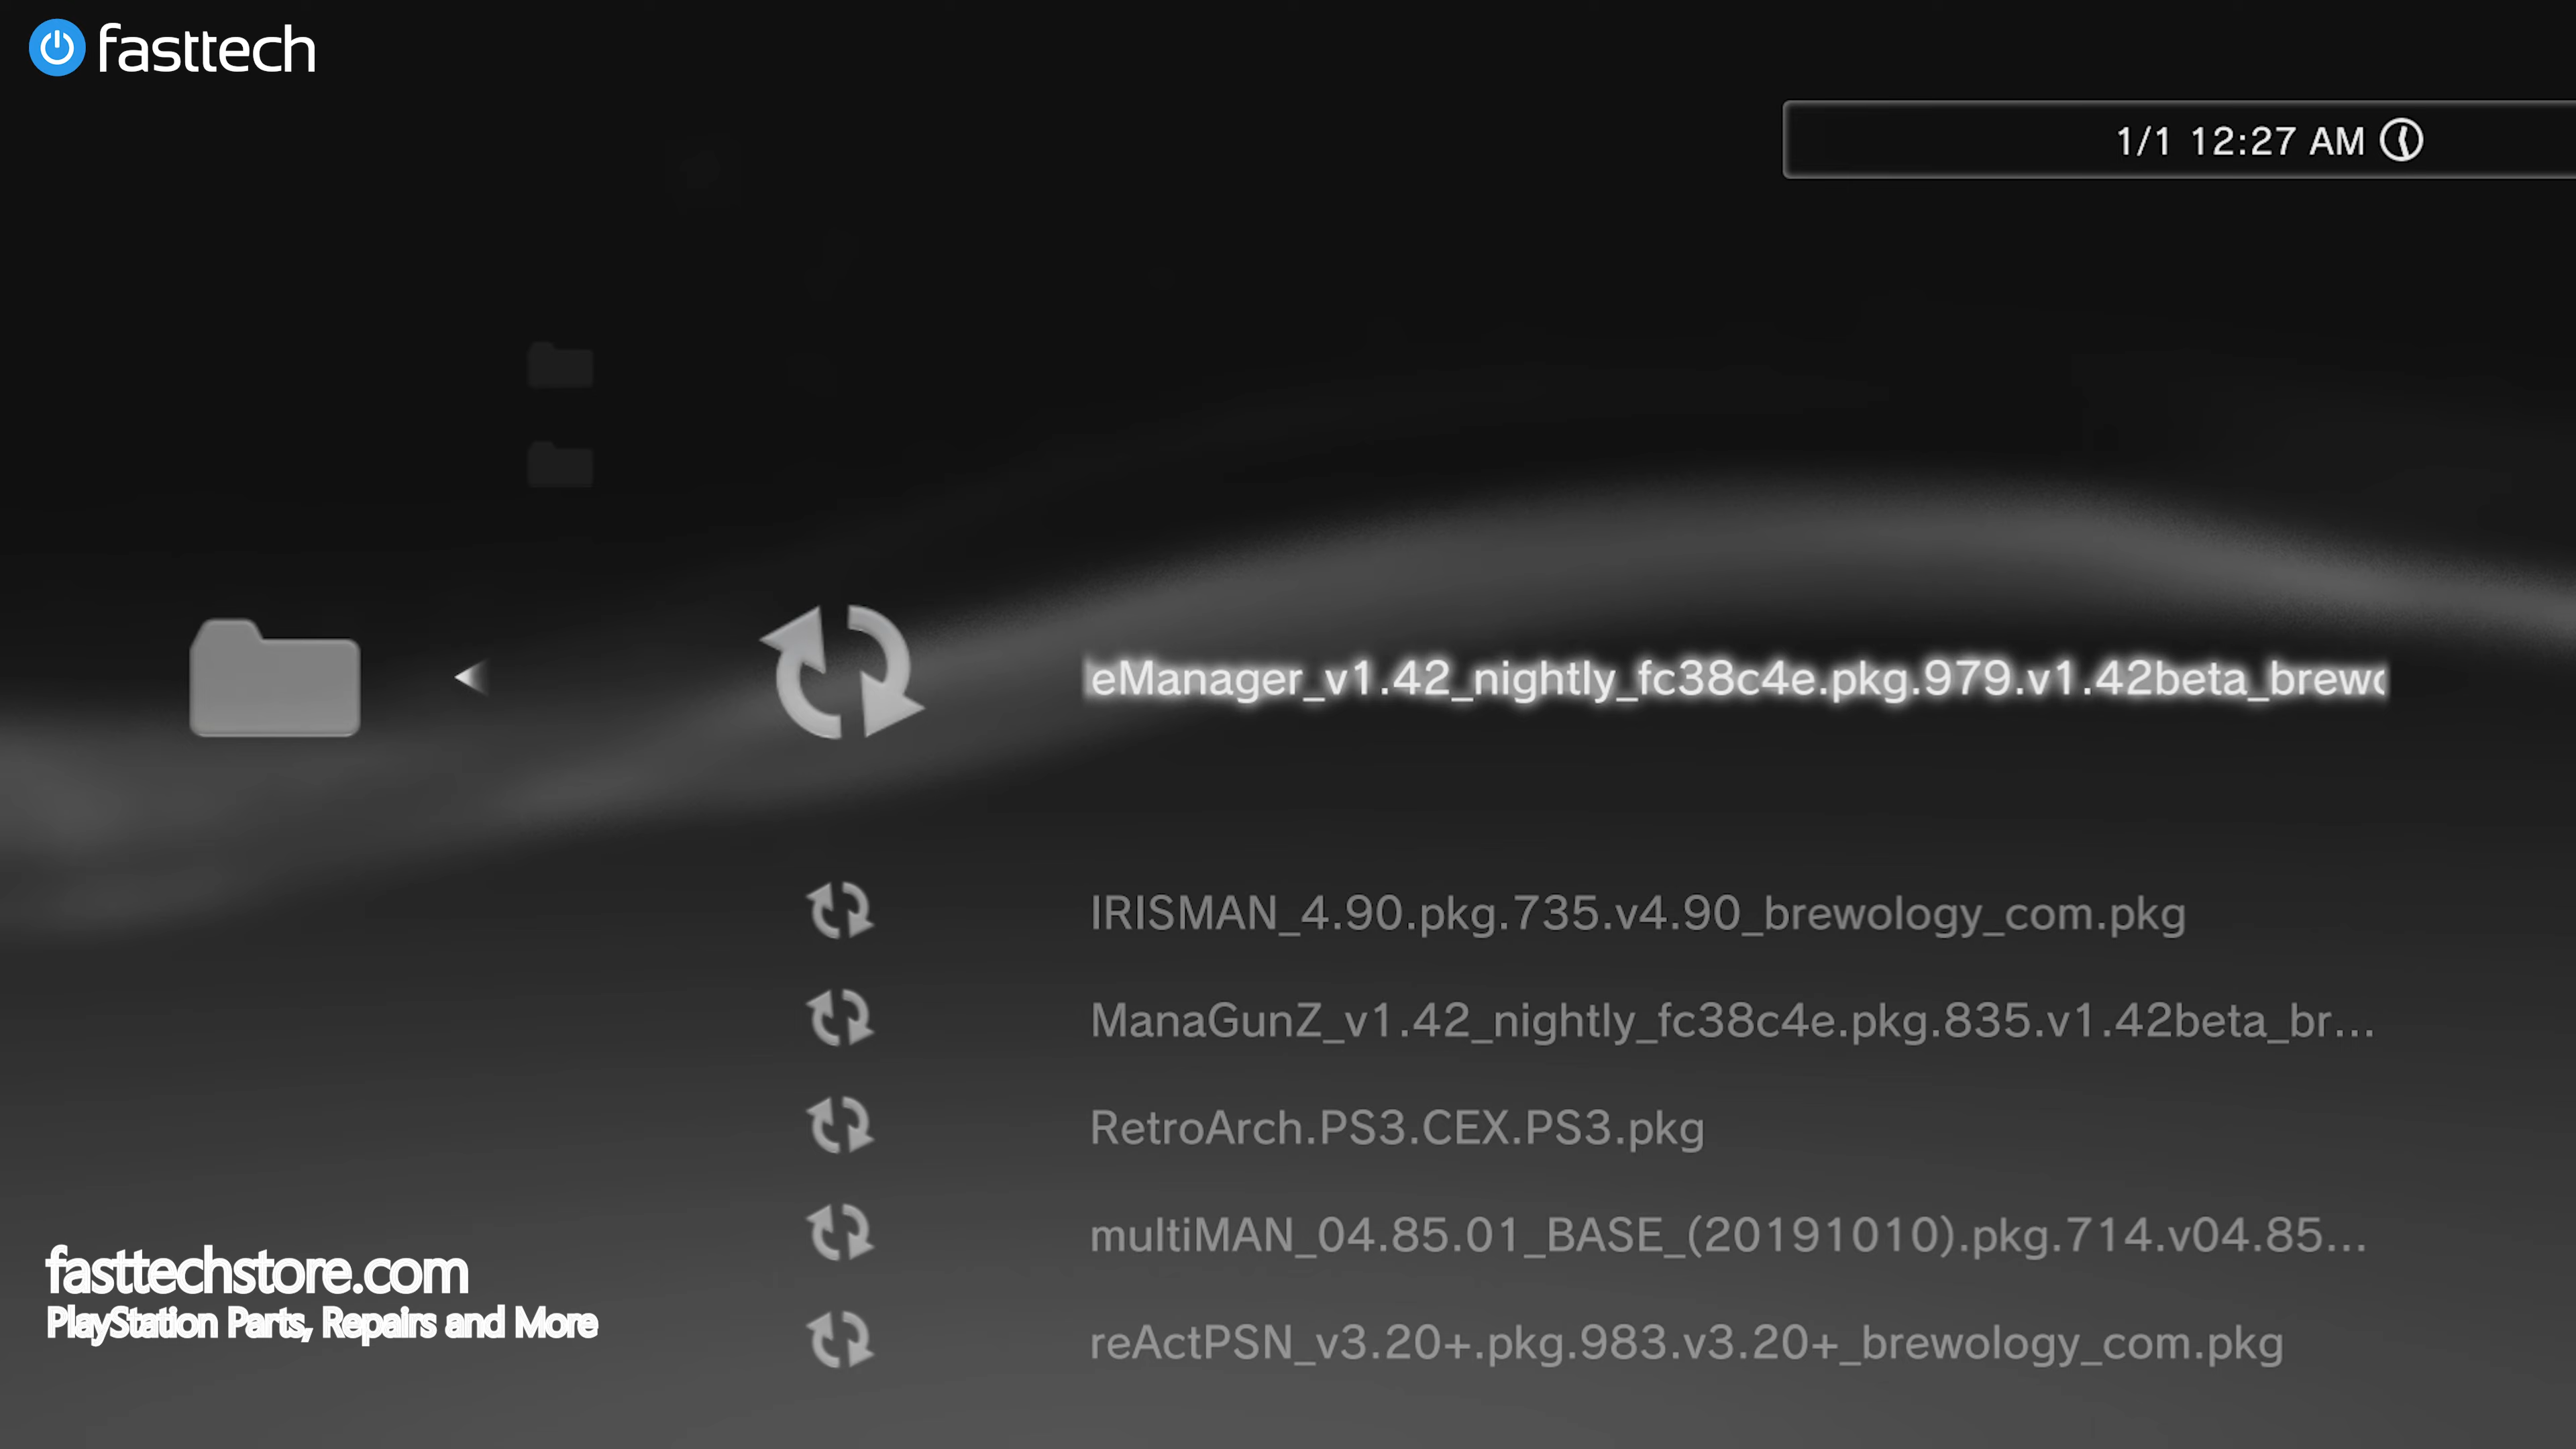 fasttech
1/1 12:27 AM
eManager_v1.42_nightly_fc38c4e.pkg.979.v1.42beta_brew
IRISMAN_4.90.pkg.735.v4.90_brewology_com.pkg
ManaGunZ_v1.42_nightly_fc38c4e.pkg.835.v1.42beta_br...
RetroArch.PS3.CEX.PS3.pkg
multiMAN_04.85.01_BASE_(20191010).pkg.714.v04.85...
reActPSN_v3.20+.pkg.983.v3.20+_brewology_com.pkg
fasttechstore.com
PlayStation Parts, Repairs and More